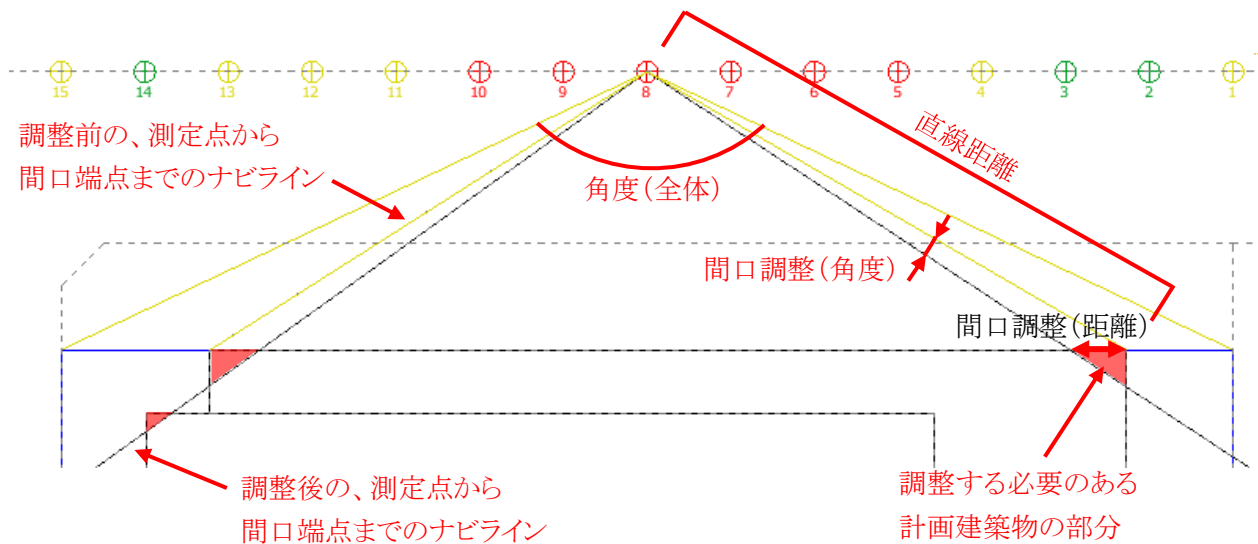 15 14 13 12 11 10 9 8 7 6 5 4 3 2 1
調整前の、測定点から
間口端点までのナビライン
角度(全体)
直線距離
間口調整(角度)
間口調整(距離)
調整後の、測定点から
間口端点までのナビライン
調整する必要のある
計画建築物の部分